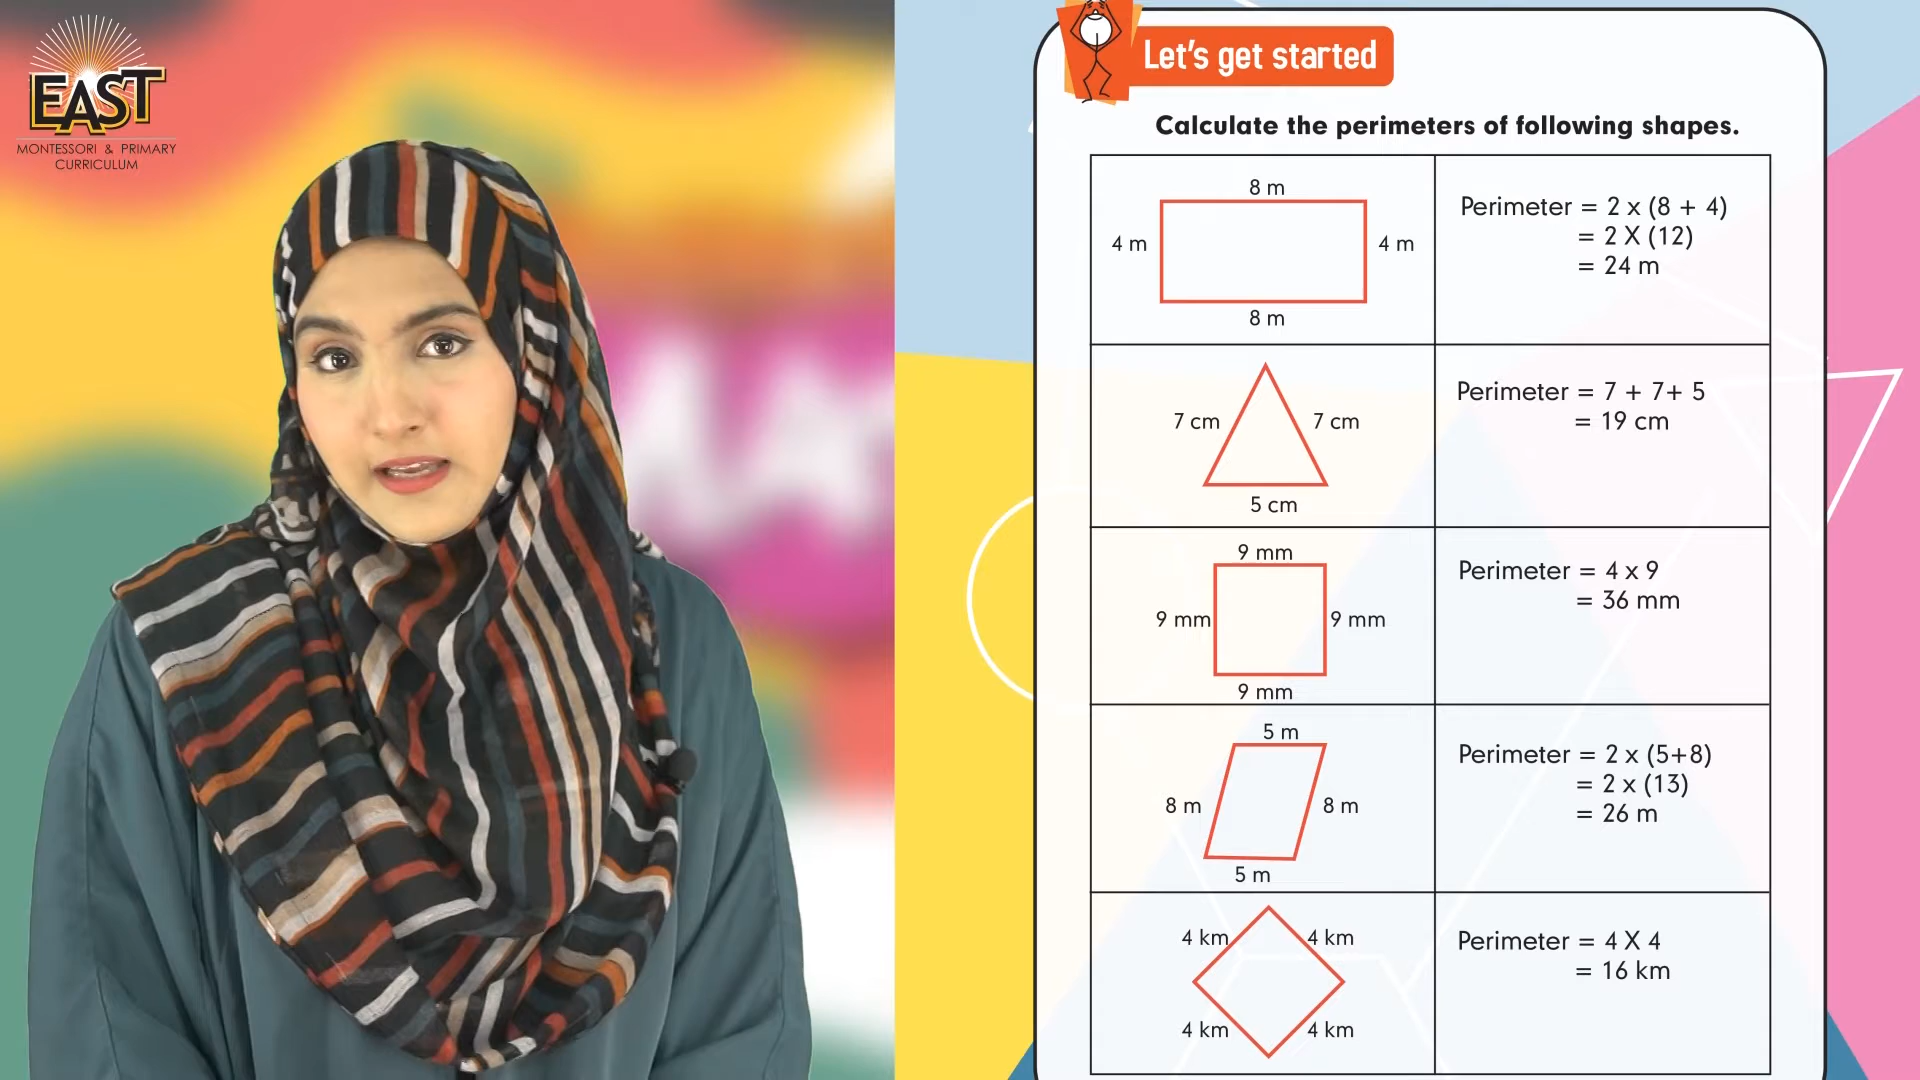 EAST
MONTESSORI & PRIMARY
CURRICULUM
Let's get started
Calculate the perimeters of following shapes.
8 m
4 m
4 m
8 m
Perimeter = 2 x (8 + 4)
= 2 X (12)
= 24 m
7 cm
7 cm
5 cm
Perimeter = 7 + 7+ 5
= 19 cm
9 mm
9 mm
9 mm
9 mm
Perimeter = 4 x 9
= 36 mm
5 m
8 m
8 m
5 m
Perimeter = 2 x (5+8)
= 2 x (13)
= 26 m
4 km
4 km
4 km
4 km
Perimeter = 4 X 4
= 16 km